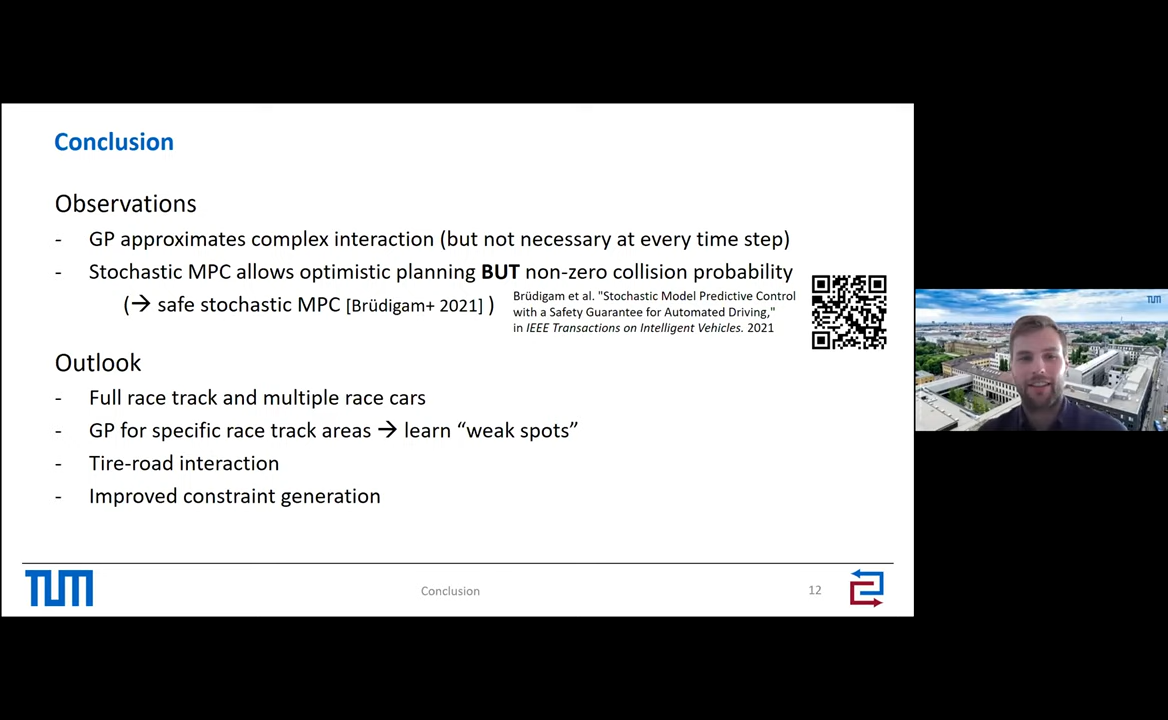 Conclusion
Observations
- GP approximates complex interaction (but not necessary at every time step)
- Stochastic MPC allows optimistic planning BUT non-zero collision probability
(→ safe stochastic MPC [Brüdigam+ 2021] )
Brüdigam et al. "Stochastic Model Predictive Control
with a Safety Guarantee for Automated Driving,"
in IEEE Transactions on Intelligent Vehicles. 2021
Outlook
- Full race track and multiple race cars
- GP for specific race track areas → learn “weak spots”
- Tire-road interaction
- Improved constraint generation
TUM
Conclusion
12
TUM